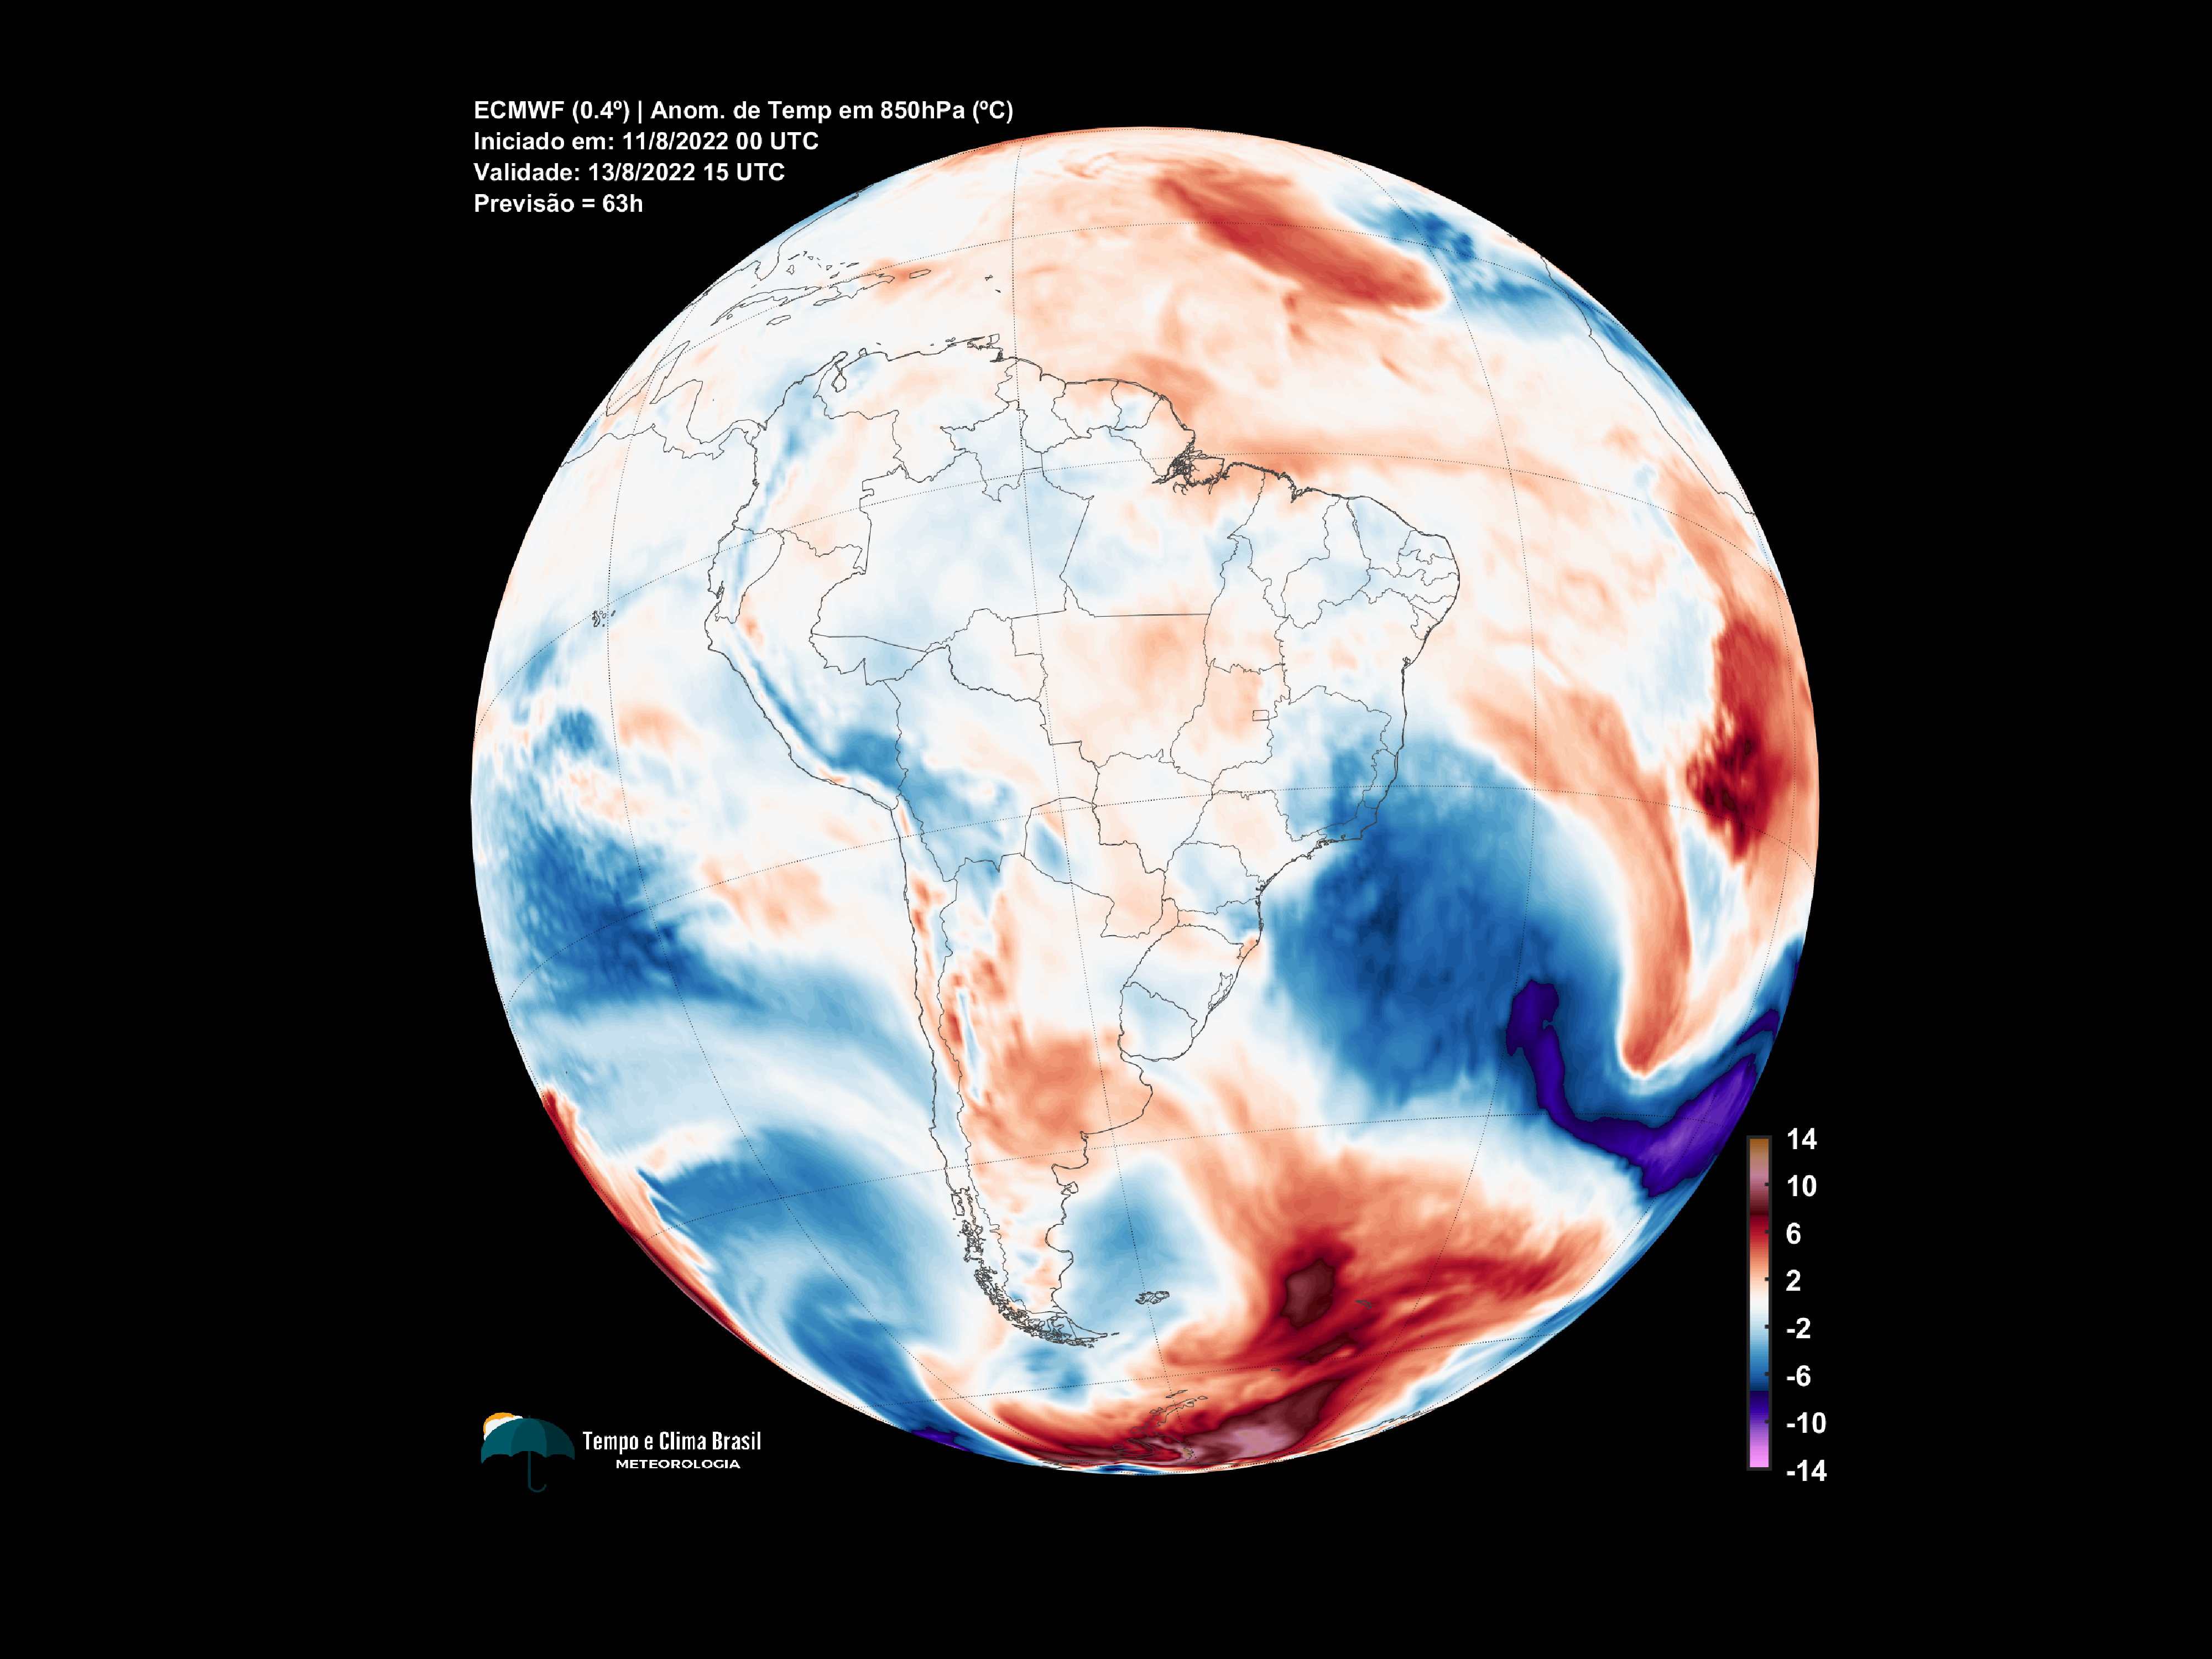 ECMWF (0.4º) | Anom. de Temp em 850hPa (ºC)
Iniciado em: 11/8/2022 00 UTC
Validade: 13/8/2022 15 UTC
Previsão = 63h
14
10
6
2
-2
-6
-10
-14
Tempo e Clima Brasil
METEOROLOGIA